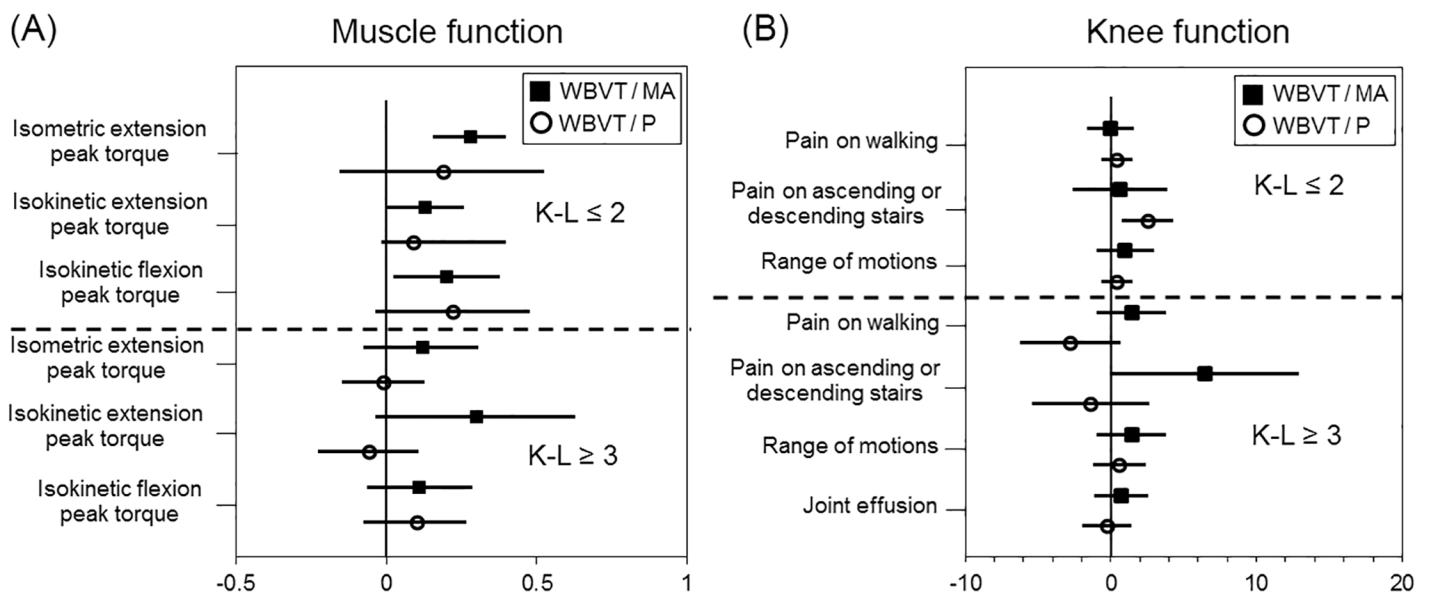 (A)
Muscle function
WBVT / MA
WBVT / P
Isometric extension
peak torque
Isokinetic extension
peak torque
K-L ≤ 2
Isokinetic flexion
peak torque
Isometric extension
peak torque
Isokinetic extension
peak torque
K-L ≥ 3
Isokinetic flexion
peak torque
-0.5 0 0.5 1
(B)
Knee function
WBVT / MA
WBVT / P
Pain on walking
K-L ≤ 2
Pain on ascending or
descending stairs
Range of motions
Pain on walking
Pain on ascending or
descending stairs
K-L ≥ 3
Range of motions
Joint effusion
-10 0 10 20